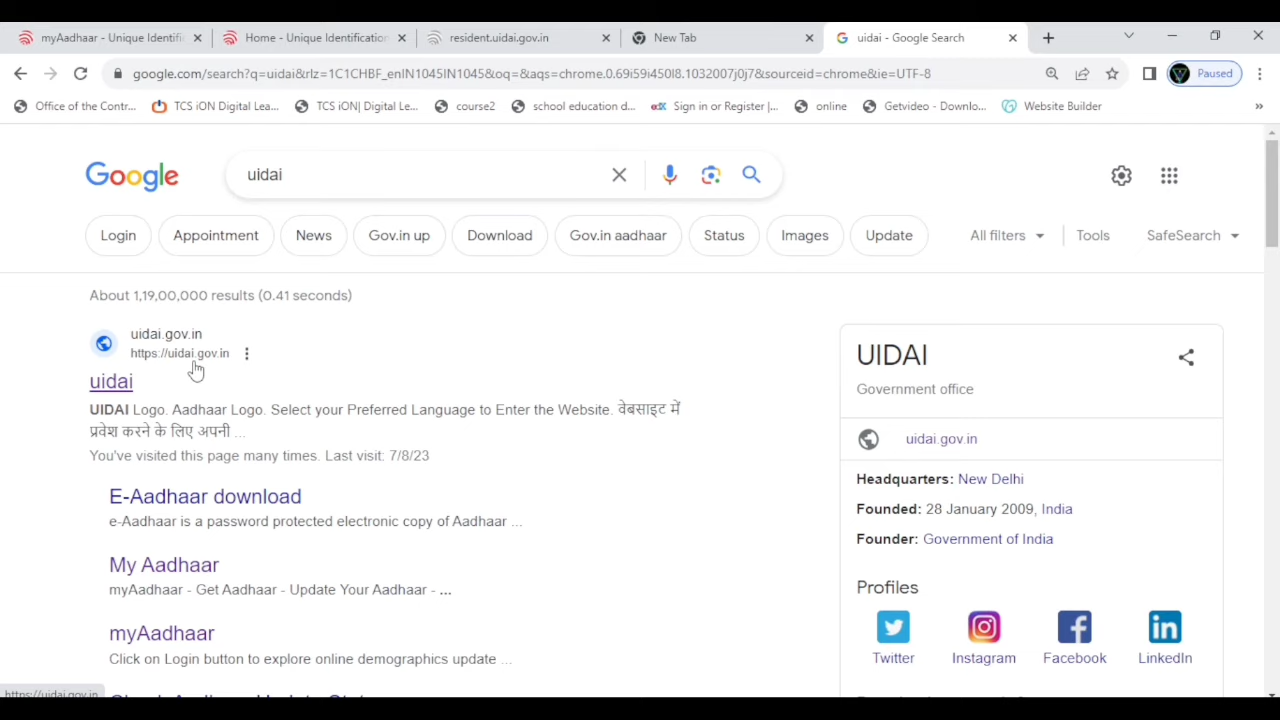 myAadhaar - Unique Identifi
Home - Unique Identification
resident.uidai.gov.in
New Tab
uidai - Google Search
google.com/search?q=uidai&rlz=1C1CHBF_enIN1045IN1045&oq=&aqs=chrome.0.69i59i450l8.1032007j0j7&sourceid=chrome&ie=UTF-8
Paused
Office of the Contr...
TCS iON Digital Lea...
TCS iON| Digital Le...
course2
school education d...
Sign in or Register |...
online
Getvideo - Downlo...
Website Builder
Google
uidai
Login
Appointment
News
Gov.in up
Download
Gov.in aadhaar
Status
Images
Update
All filters
Tools
SafeSearch
About 1,19,00,000 results (0.41 seconds)
uidai.gov.in
https://uidai.gov.in
uidai
UIDAI Logo. Aadhaar Logo. Select your Preferred Language to Enter the Website. वेबसाइट में
प्रवेश करने के लिए अपनी ...
You've visited this page many times. Last visit: 7/8/23
E-Aadhaar download
e-Aadhaar is a password protected electronic copy of Aadhaar ...
My Aadhaar
myAadhaar - Get Aadhaar - Update Your Aadhaar - ...
myAadhaar
Click on Login button to explore online demographics update ...
UIDAI
Government office
uidai.gov.in
Headquarters: New Delhi
Founded: 28 January 2009, India
Founder: Government of India
Profiles
Twitter
Instagram
Facebook
LinkedIn
https://uidai.gov.in